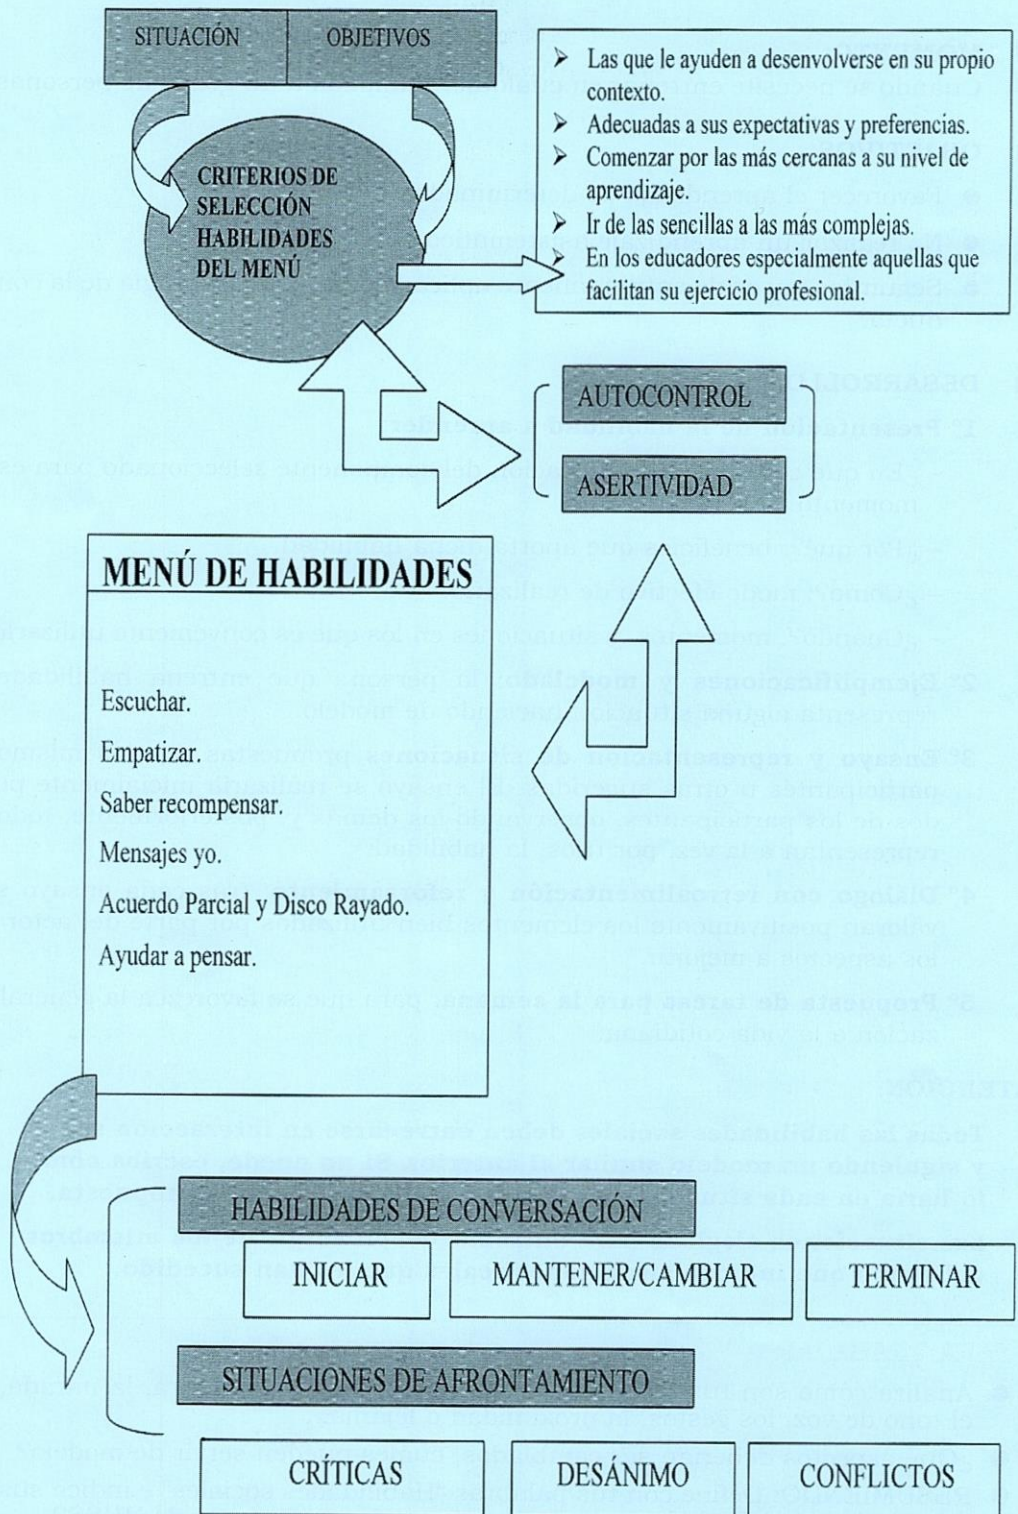 SITUACIÓN
OBJETIVOS
CRITERIOS DE
SELECCIÓN
HABILIDADES
DEL MENÚ
➢ Las que le ayuden a desenvolverse en su propio
contexto.
➢ Adecuadas a sus expectativas y preferencias.
➢ Comenzar por las más cercanas a su nivel de
aprendizaje.
➢ Ir de las sencillas a las más complejas.
➢ En los educadores especialmente aquellas que
facilitan su ejercicio profesional.
AUTOCONTROL
ASERTIVIDAD
MENÚ DE HABILIDADES
Escuchar.
Empatizar.
Saber recompensar.
Mensajes yo.
Acuerdo Parcial y Disco Rayado.
Ayudar a pensar.
HABILIDADES DE CONVERSACIÓN
INICIAR
MANTENER/CAMBIAR
TERMINAR
SITUACIONES DE AFRONTAMIENTO
CRÍTICAS
DESÁNIMO
CONFLICTOS